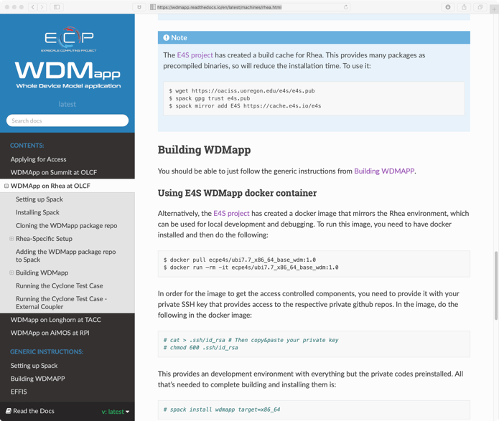 https://wdmapp.readthedocs.io/en/latest/machines/rhea.html
ECP
EXASCALE COMPUTING PROJECT
WDMapp
Whole Device Model application
latest
Search docs
CONTENTS:
Applying for Access
WDMApp on Summit at OLCF
WDMApp on Rhea at OLCF
Setting up Spack
Installing Spack
Cloning the WDMapp package repo
Rhea-Specific Setup
Adding the WDMapp package repo
to Spack
Building WDMapp
Running the Cyclone Test Case
Running the Cyclone Test Case -
External Coupler
WDMapp on Longhorn at TACC
WDMApp on AiMOS at RPI
GENERIC INSTRUCTIONS:
Setting up Spack
Building WDMAPP
EFFIS
Read the Docs
v: latest
Note
The E4S project has created a build cache for Rhea. This provides many packages as
precompiled binaries, so will reduce the installation time. To use it:
$ wget https://oaciss.uoregon.edu/e4s/e4s.pub
$ spack gpg trust e4s.pub
$ spack mirror add E4S https://cache.e4s.io/e4s
Building WDMapp
You should be able to just follow the generic instructions from Building WDMAPP.
Using E4S WDMapp docker container
Alternatively, the E4S project has created a docker image that mirrors the Rhea environment, which
can be used for local development and debugging. To run this image, you need to have docker
installed and then do the following:
$ docker pull ecpe4s/ubi7.7_x86_64_base_wdm:1.0
$ docker run -rm -it ecpe4s/ubi7.7_x86_64_base_wdm:1.0
In order for the image to get the access controlled components, you need to provide it with your
private SSH key that provides access to the respective private github repos. In the image, do the
following in the docker image:
# cat > .ssh/id_rsa # Then copy&paste your private key
# chmod 600 .ssh/id_rsa
This provides an development environment with everything but the private codes preinstalled. All
that's needed to complete building and installing them is:
# spack install wdmapp target=x86_64